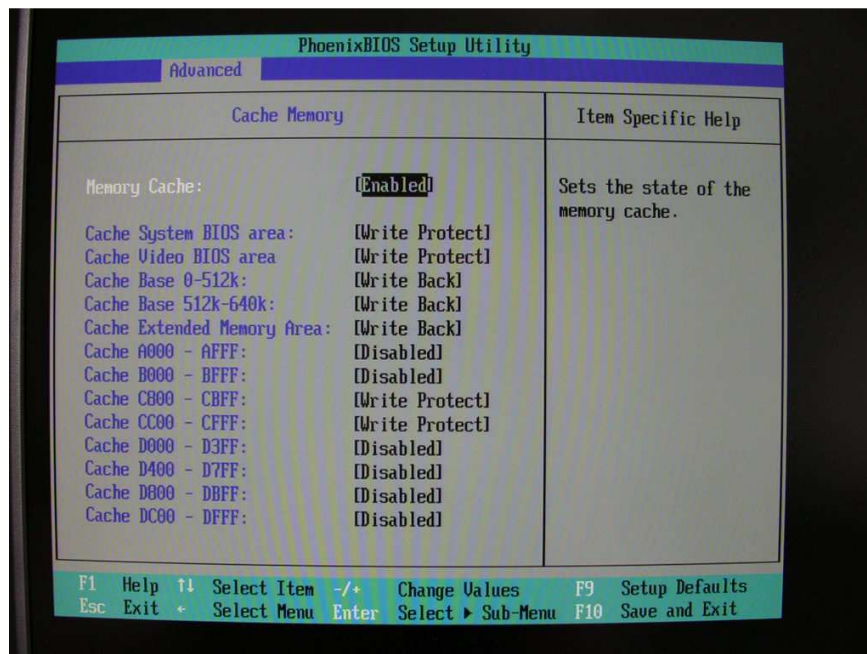 PhoenixBIOS Setup Utility
Advanced
Cache Memory
Item Specific Help
Memory Cache: [Enabled]
Sets the state of the
memory cache.
Cache System BIOS area: [Write Protect]
Cache Video BIOS area [Write Protect]
Cache Base 0-512k: [Write Back]
Cache Base 512k-640k: [Write Back]
Cache Extended Memory Area: [Write Back]
Cache A000 - AFFF: [Disabled]
Cache B000 - BFFF: [Disabled]
Cache C800 - CBFF: [Write Protect]
Cache CC00 - CFFF: [Write Protect]
Cache D000 - D3FF: [Disabled]
Cache D400 - D7FF: [Disabled]
Cache D800 - DBFF: [Disabled]
Cache DC00 - DFFF: [Disabled]
F1 Help ↑↓ Select Item -/+ Change Values F9 Setup Defaults
Esc Exit ← Select Menu Enter Select ▶ Sub-Menu F10 Save and Exit